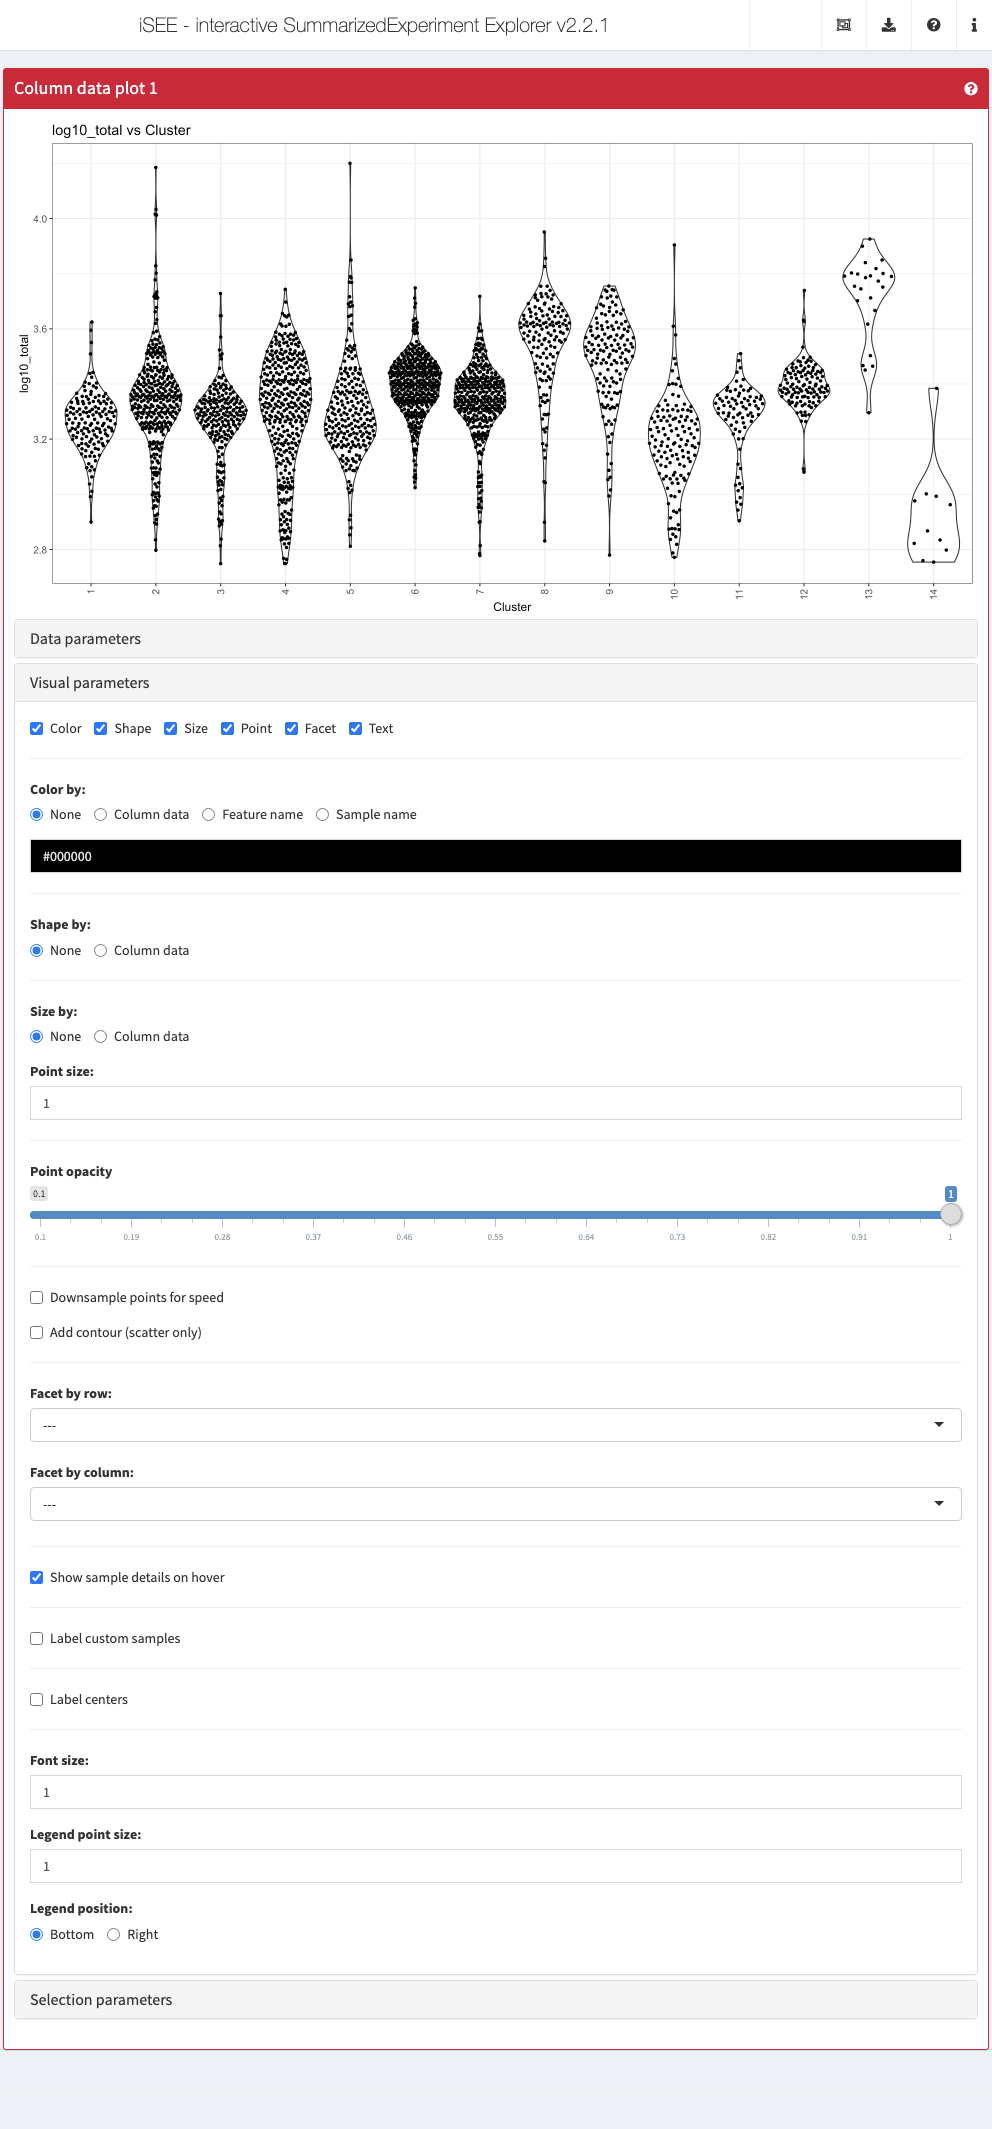 iSEE - interactive SummarizedExperiment Explorer v2.2.1
Column data plot 1
log10_total vs Cluster
4.0
3.6
3.2
2.8
log10_total
1 2 3 4 5 6 7 8 9 10 11 12 13 14
Cluster
Data parameters
Visual parameters
Color Shape Size Point Facet Text
Color by:
None Column data Feature name Sample name
#000000
Shape by:
None Column data
Size by:
None Column data
Point size:
1
Point opacity
0.1 1
0.1 0.19 0.28 0.37 0.46 0.55 0.64 0.73 0.82 0.91 1
Downsample points for speed
Add contour (scatter only)
Facet by row:
---
Facet by column:
---
Show sample details on hover
Label custom samples
Label centers
Font size:
1
Legend point size:
1
Legend position:
Bottom Right
Selection parameters